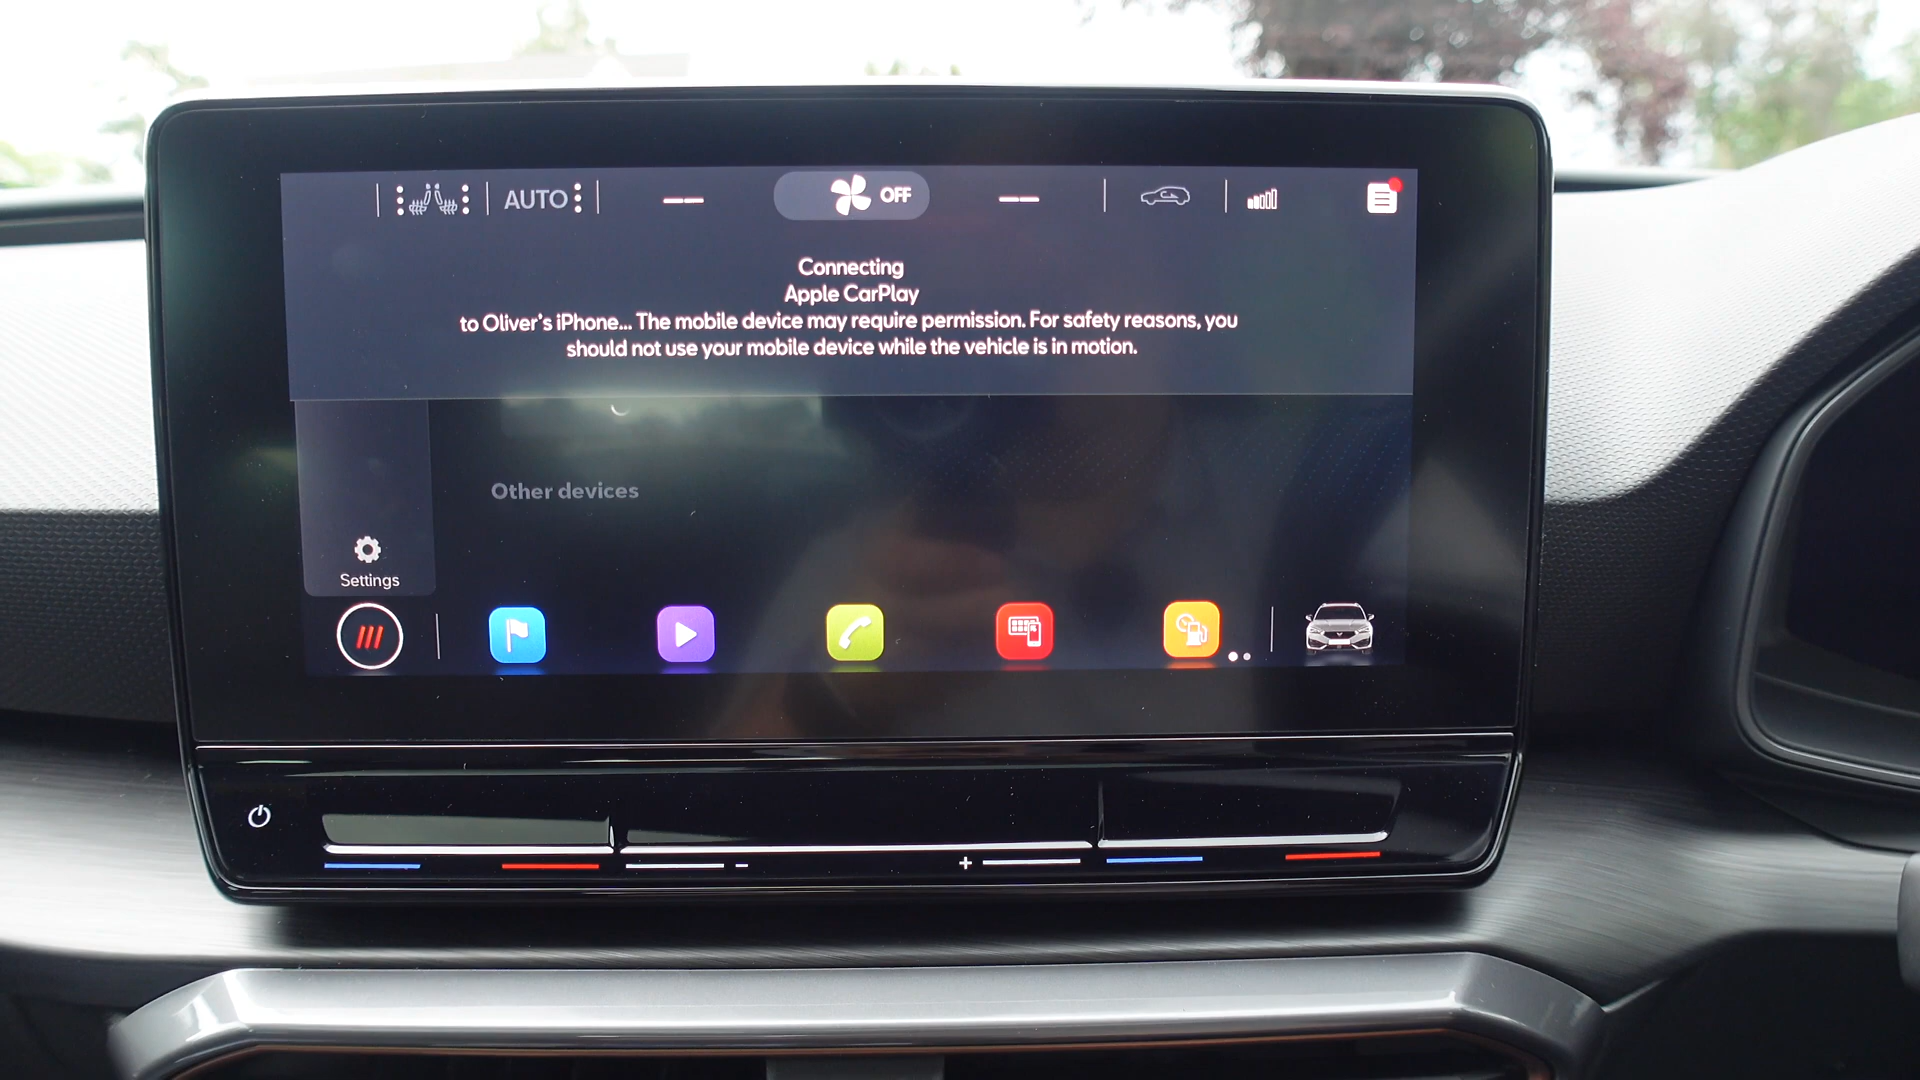 AUTO
OFF
Connecting
Apple CarPlay
to Oliver's iPhone... The mobile device may require permission. For safety reasons, you
should not use your mobile device while the vehicle is in motion.
Other devices
Settings